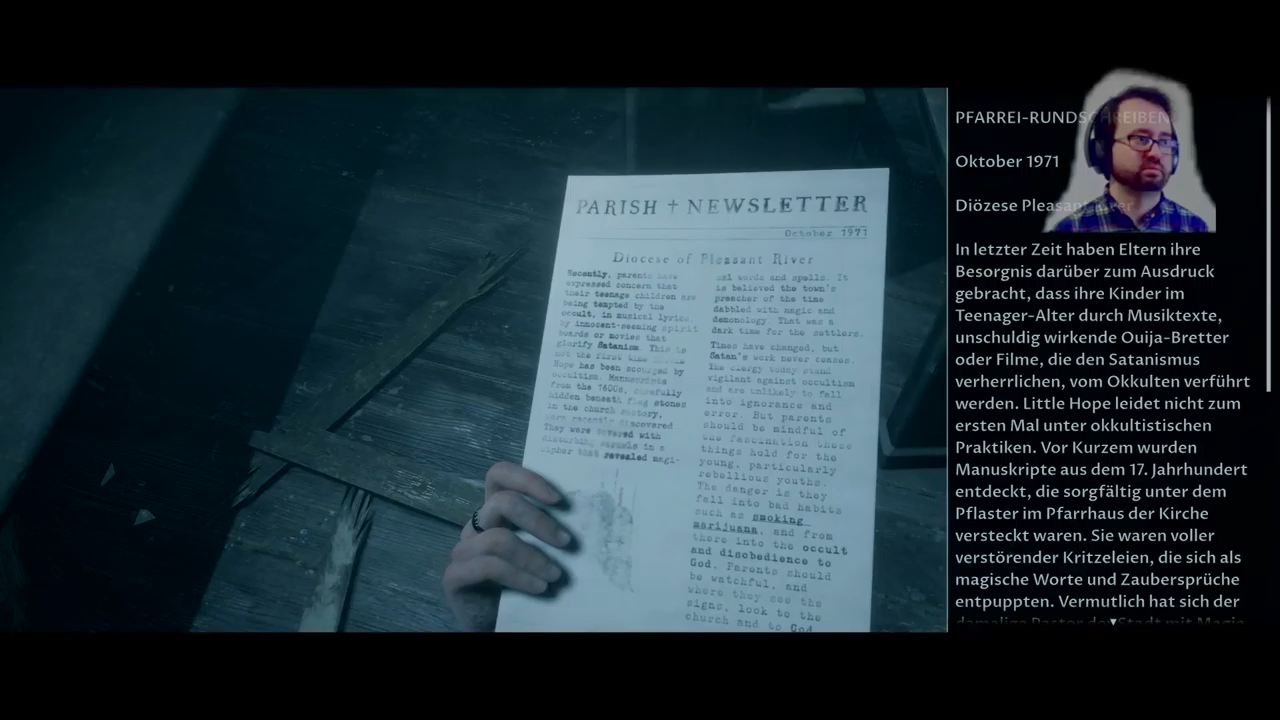 PARISH † NEWSLETTER
October 1971
Diocese of Pleasant River
Recently, parents have
expressed concern that
their teenage children are
being tempted by the
occult, in musical lyrics,
by innocent-seeming spirit
boards or movies that
glorify Satanism. This is
not the first time Little
Hope has been scourged by
occultism. Manuscripts
from the 1600s, carefully
hidden beneath flag stones
in the church rectory,
were recently discovered
They were covered with
disturbing scrawls in a
cipher that revealed magi-
cal words and spells. It
is believed the town's
preacher of the time
dabbled with magic and
demonology. That was a
dark time for the settlers.
Times have changed, but
Satan's work never ceases.
The clergy today stand
vigilant against occultism
and are unlikely to fall
into ignorance and
error. But parents
should be mindful of
the fascination these
things hold for the
young, particularly
rebellious youths.
The danger is they
fall into bad habits
such as smoking
marijuana, and from
there into the occult
and disobedience to
God. Parents should
be watchful, and
where they see the
signs, look to the
church and to God
PFARREI-RUNDSCHREIBEN
Oktober 1971
Diözese Pleasant River
In letzter Zeit haben Eltern ihre
Besorgnis darüber zum Ausdruck
gebracht, dass ihre Kinder im
Teenager-Alter durch Musiktexte,
unschuldig wirkende Ouija-Bretter
oder Filme, die den Satanismus
verherrlichen, vom Okkulten verführt
werden. Little Hope leidet nicht zum
ersten Mal unter okkultistischen
Praktiken. Vor Kurzem wurden
Manuskripte aus dem 17. Jahrhundert
entdeckt, die sorgfältig unter dem
Pflaster im Pfarrhaus der Kirche
versteckt waren. Sie waren voller
verstörender Kritzeleien, die sich als
magische Worte und Zaubersprüche
entpuppten. Vermutlich hat sich der
damalige Pastor der Stadt mit Magie